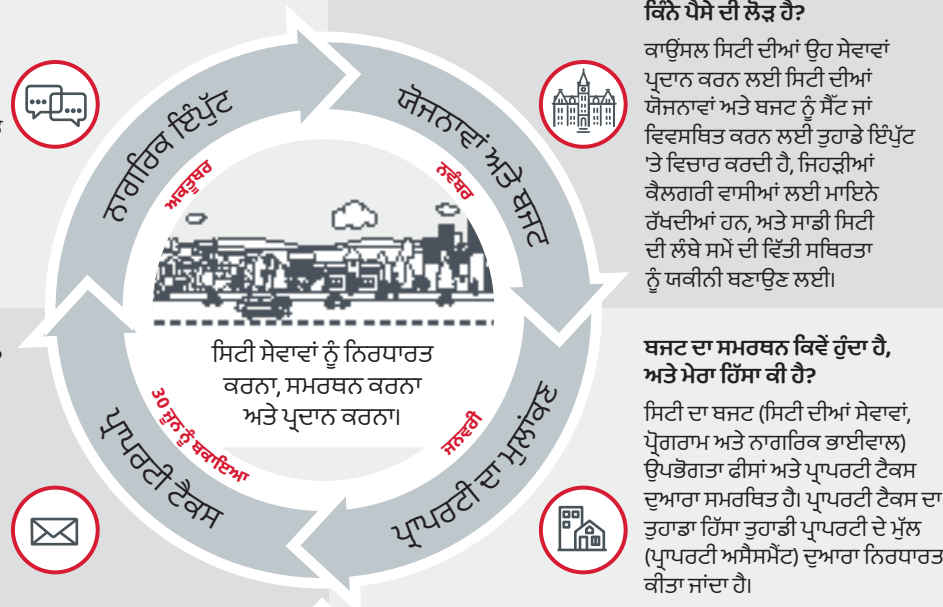 ਕਿੰਨੇ ਪੈਸੇ ਦੀ ਲੋੜ ਹੈ?
ਕਾਉਂਸਲ ਸਿਟੀ ਦੀਆਂ ਉਹ ਸੇਵਾਵਾਂ
ਪ੍ਰਦਾਨ ਕਰਨ ਲਈ ਸਿਟੀ ਦੀਆਂ
ਯੋਜਨਾਵਾਂ ਅਤੇ ਬਜਟ ਨੂੰ ਸੈੱਟ ਜਾਂ
ਵਿਵਸਥਿਤ ਕਰਨ ਲਈ ਤੁਹਾਡੇ ਇੰਪੁੱਟ
'ਤੇ ਵਿਚਾਰ ਕਰਦੀ ਹੈ, ਜਿਹੜੀਆਂ
ਕੈਲਗਰੀ ਵਾਸੀਆਂ ਲਈ ਮਾਇਨੇ
ਰੱਖਦੀਆਂ ਹਨ, ਅਤੇ ਸਾਡੀ ਸਿਟੀ
ਦੀ ਲੰਬੇ ਸਮੇਂ ਦੀ ਵਿੱਤੀ ਸਥਿਰਤਾ
ਨੂੰ ਯਕੀਨੀ ਬਣਾਉਣ ਲਈ।
ਨਾਗਰਿਕ ਇੰਪੁੱਟ
ਅਕਤੂਬਰ
ਯੋਜਨਾਵਾਂ ਅਤੇ ਬਜਟ
ਨਵੰਬਰ
ਸਿਟੀ ਸੇਵਾਵਾਂ ਨੂੰ ਨਿਰਧਾਰਤ
ਕਰਨਾ, ਸਮਰਥਨ ਕਰਨਾ
ਅਤੇ ਪ੍ਰਦਾਨ ਕਰਨਾ।
ਪ੍ਰਾਪਰਟੀ ਟੈਕਸ
30 ਜੂਨ ਨੂੰ ਬਕਾਇਆ
ਪ੍ਰਾਪਰਟੀ ਦਾ ਮੁਲਾਂਕਣ
ਜਨਵਰੀ
ਬਜਟ ਦਾ ਸਮਰਥਨ ਕਿਵੇਂ ਹੁੰਦਾ ਹੈ,
ਅਤੇ ਮੇਰਾ ਹਿੱਸਾ ਕੀ ਹੈ?
ਸਿਟੀ ਦਾ ਬਜਟ (ਸਿਟੀ ਦੀਆਂ ਸੇਵਾਵਾਂ,
ਪ੍ਰੋਗਰਾਮ ਅਤੇ ਨਾਗਰਿਕ ਭਾਈਵਾਲ)
ਉਪਭੋਗਤਾ ਫੀਸਾਂ ਅਤੇ ਪ੍ਰਾਪਰਟੀ ਟੈਕਸ
ਦੁਆਰਾ ਸਮਰਥਿਤ ਹੈ। ਪ੍ਰਾਪਰਟੀ ਟੈਕਸ ਦਾ
ਤੁਹਾਡਾ ਹਿੱਸਾ ਤੁਹਾਡੀ ਪ੍ਰਾਪਰਟੀ ਦੇ ਮੁੱਲ
(ਪ੍ਰਾਪਰਟੀ ਅਸੈਸਮੈਂਟ) ਦੁਆਰਾ ਨਿਰਧਾਰਤ
ਕੀਤਾ ਜਾਂਦਾ ਹੈ।